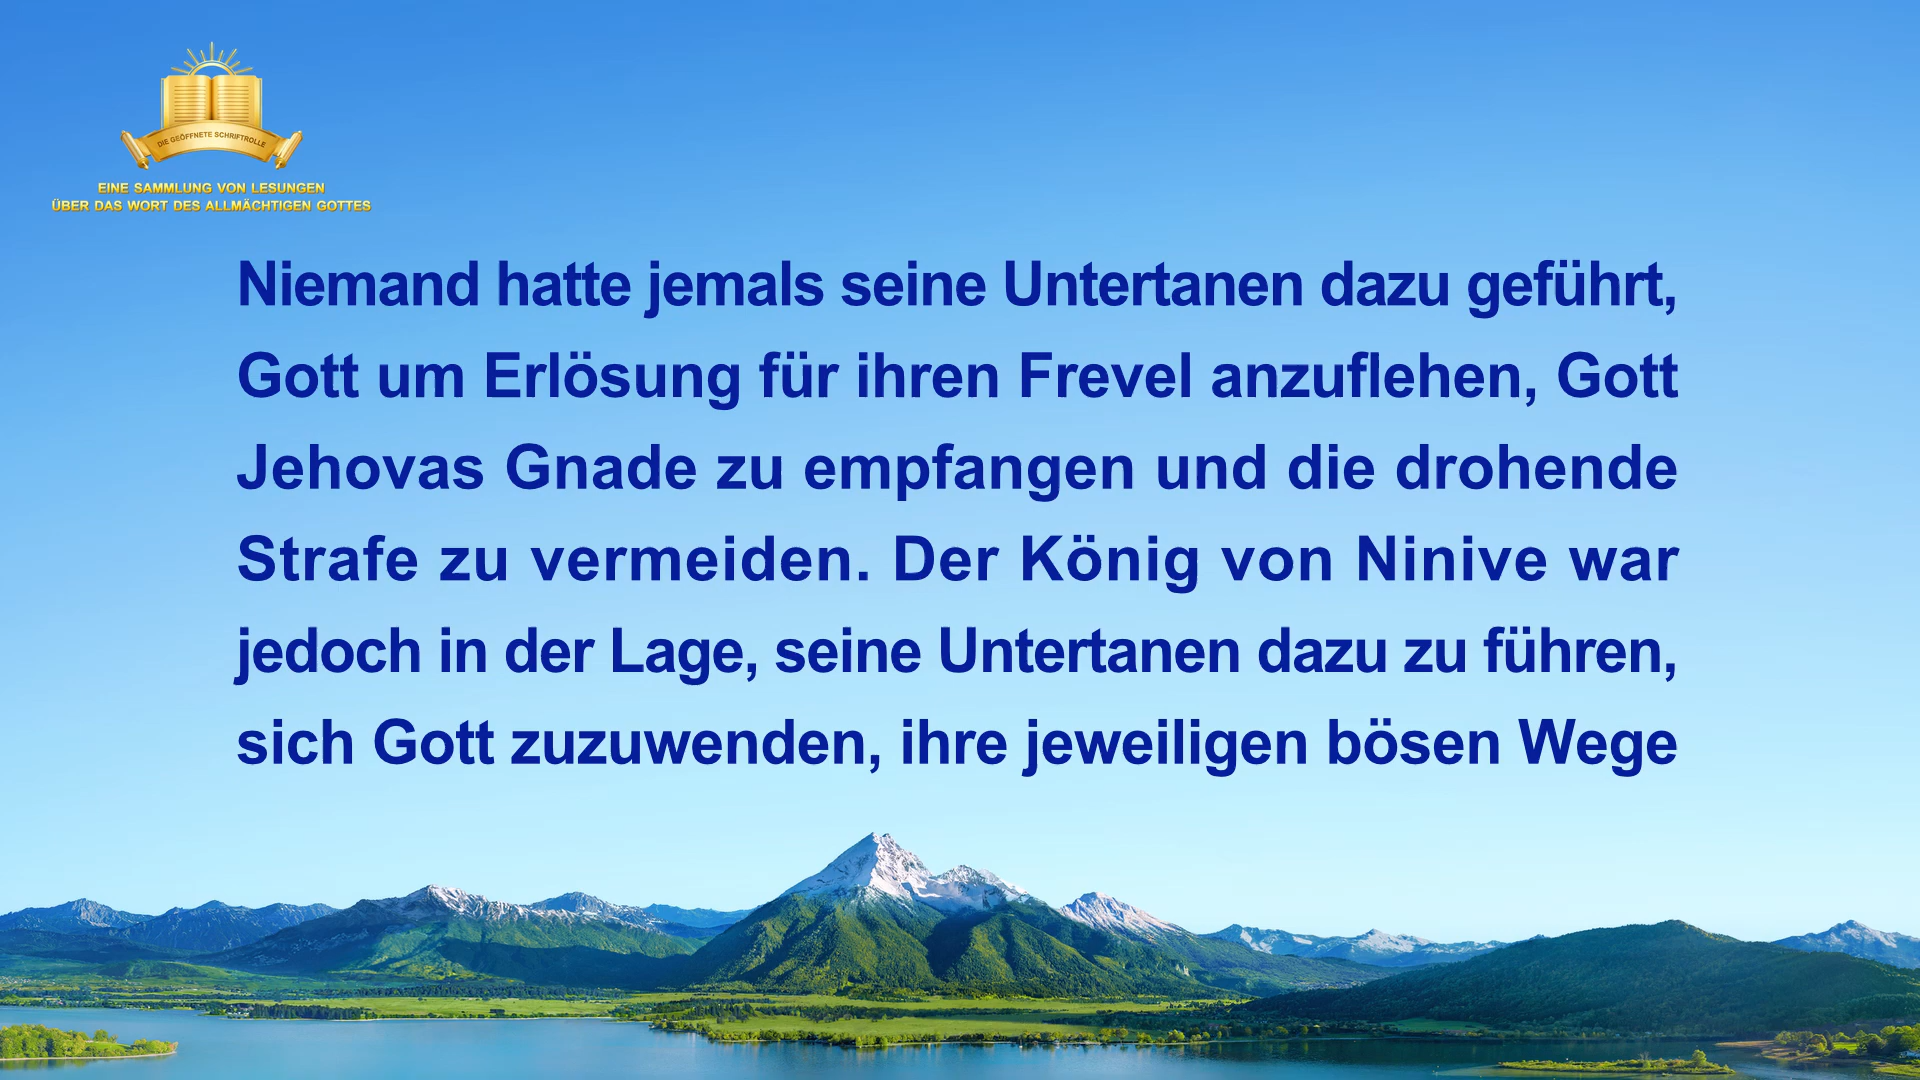 DIE GEÖFFNETE SCHRIFTROLLE
EINE SAMMLUNG VON LESUNGEN
ÜBER DAS WORT DES ALLMÄCHTIGEN GOTTES
Niemand hatte jemals seine Untertanen dazu geführt,
Gott um Erlösung für ihren Frevel anzuflehen, Gott
Jehovas Gnade zu empfangen und die drohende
Strafe zu vermeiden. Der König von Ninive war
jedoch in der Lage, seine Untertanen dazu zu führen,
sich Gott zuzuwenden, ihre jeweiligen bösen Wege